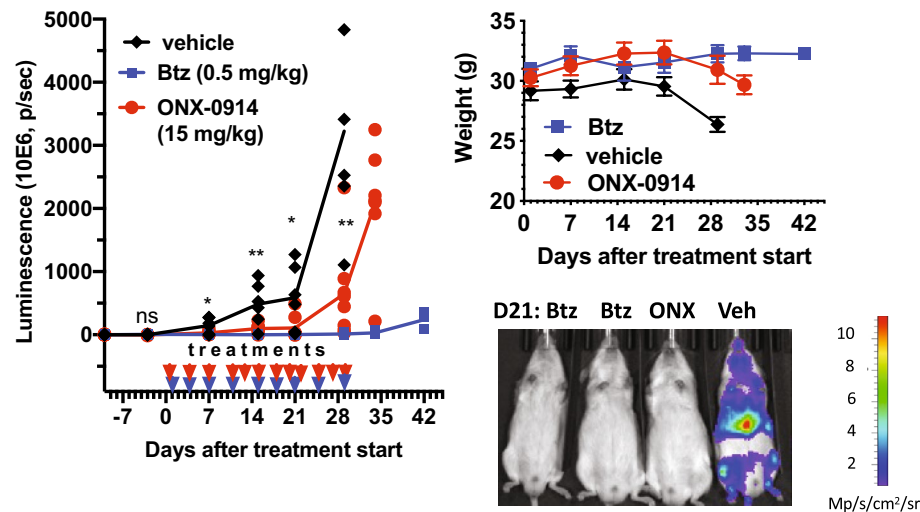 5000
4000
3000
2000
1000
0
Luminescence (10E6, p/sec)
vehicle
Btz (0.5 mg/kg)
ONX-0914
(15 mg/kg)
ns
*
**
*
**
treatments
-7 0 7 14 21 28 35 42
Days after treatment start
35
30
25
20
Weight (g)
Btz
vehicle
ONX-0914
0 7 14 21 28 35 42
Days after treatment start
D21: Btz Btz ONX Veh
10
8
6
4
2
Mp/s/cm²/sr